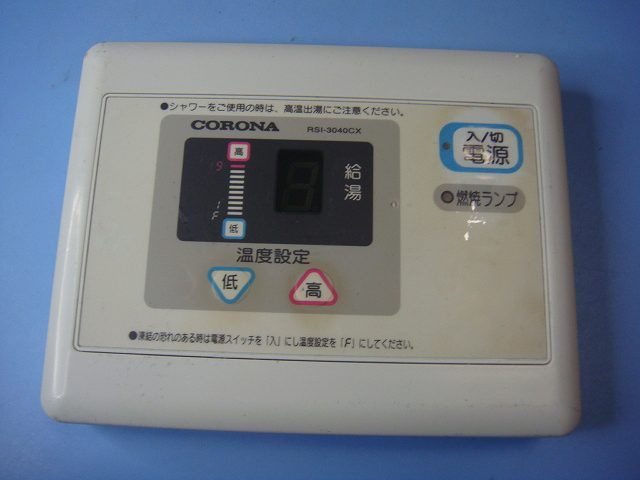 ●シャワーをご使用の時は、高温出湯にご注意ください。
CORONA RSI-3040CX
高
9
1
F
低
給湯
入/切
電源
燃焼ランプ
温度設定
低
高
●凍結の恐れのある時は電源スイッチを「入」にし温度設定を「F」にしてください。